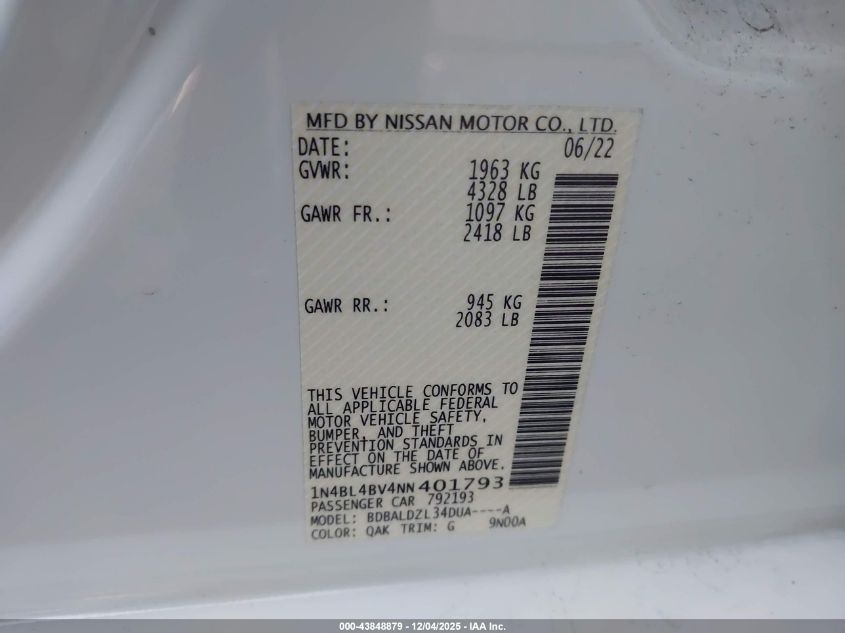 MFD BY NISSAN MOTOR CO., LTD.
DATE: 06/22
GVWR: 1963 KG
4328 LB
GAWR FR.: 1097 KG
2418 LB
GAWR RR.: 945 KG
2083 LB
THIS VEHICLE CONFORMS TO
ALL APPLICABLE FEDERAL
MOTOR VEHICLE SAFETY,
BUMPER, AND THEFT
PREVENTION STANDARDS IN
EFFECT ON THE DATE OF
MANUFACTURE SHOWN ABOVE.
1N4BL4BV4NN401793
PASSENGER CAR 792193
MODEL: BDBALDZL34DUA----A
COLOR: QAK TRIM: G 9N00A
000-43848879 - 12/04/2025 - IAA Inc.